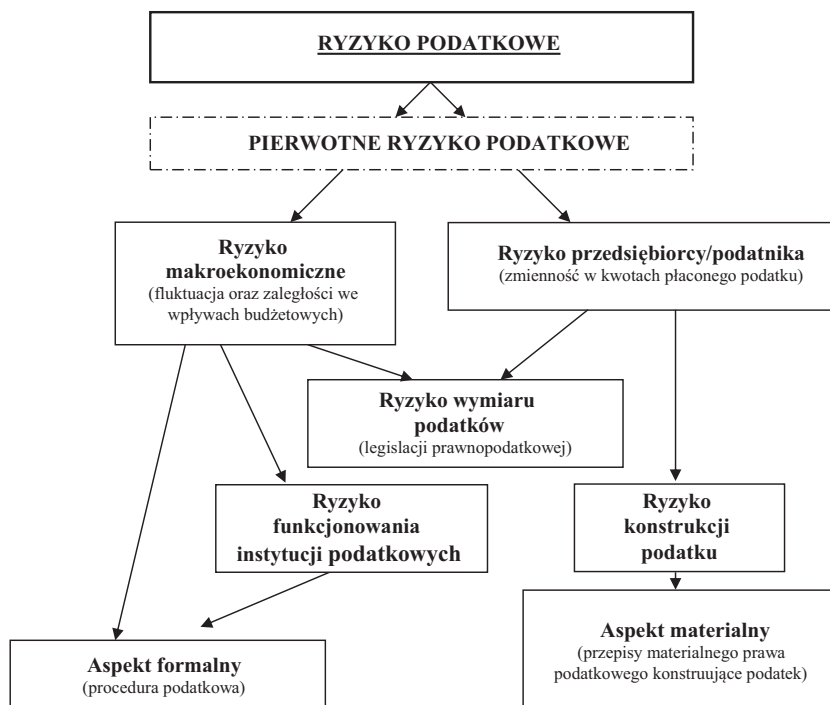 RYZYKO PODATKOWE
PIERWOTNE RYZYKO PODATKOWE
Ryzyko
makroekonomiczne
(fluktuacja oraz zaległości we
wpływach budżetowych)
Ryzyko przedsiębiorcy/podatnika
(zmienność w kwotach płaconego podatku)
Ryzyko wymiaru
podatków
(legislacji prawnopodatkowej)
Ryzyko
funkcjonowania
instytucji podatkowych
Ryzyko
konstrukcji
podatku
Aspekt formalny
(procedura podatkowa)
Aspekt materialny
(przepisy materialnego prawa
podatkowego konstruujące podatek)